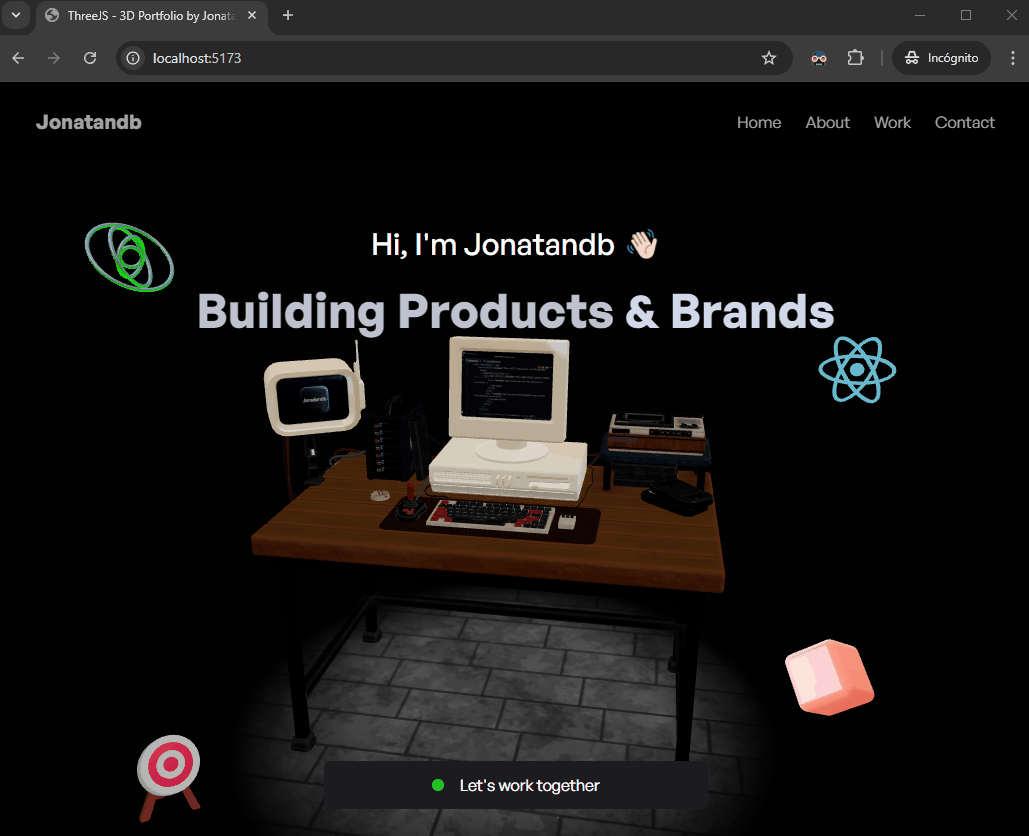 ThreeJS - 3D Portfolio by Jonata
localhost:5173
Incógnito
Jonatandb
Home About Work Contact
Hi, I'm Jonatandb 👋🏻
Building Products & Brands
Jonatandb
Let's work together